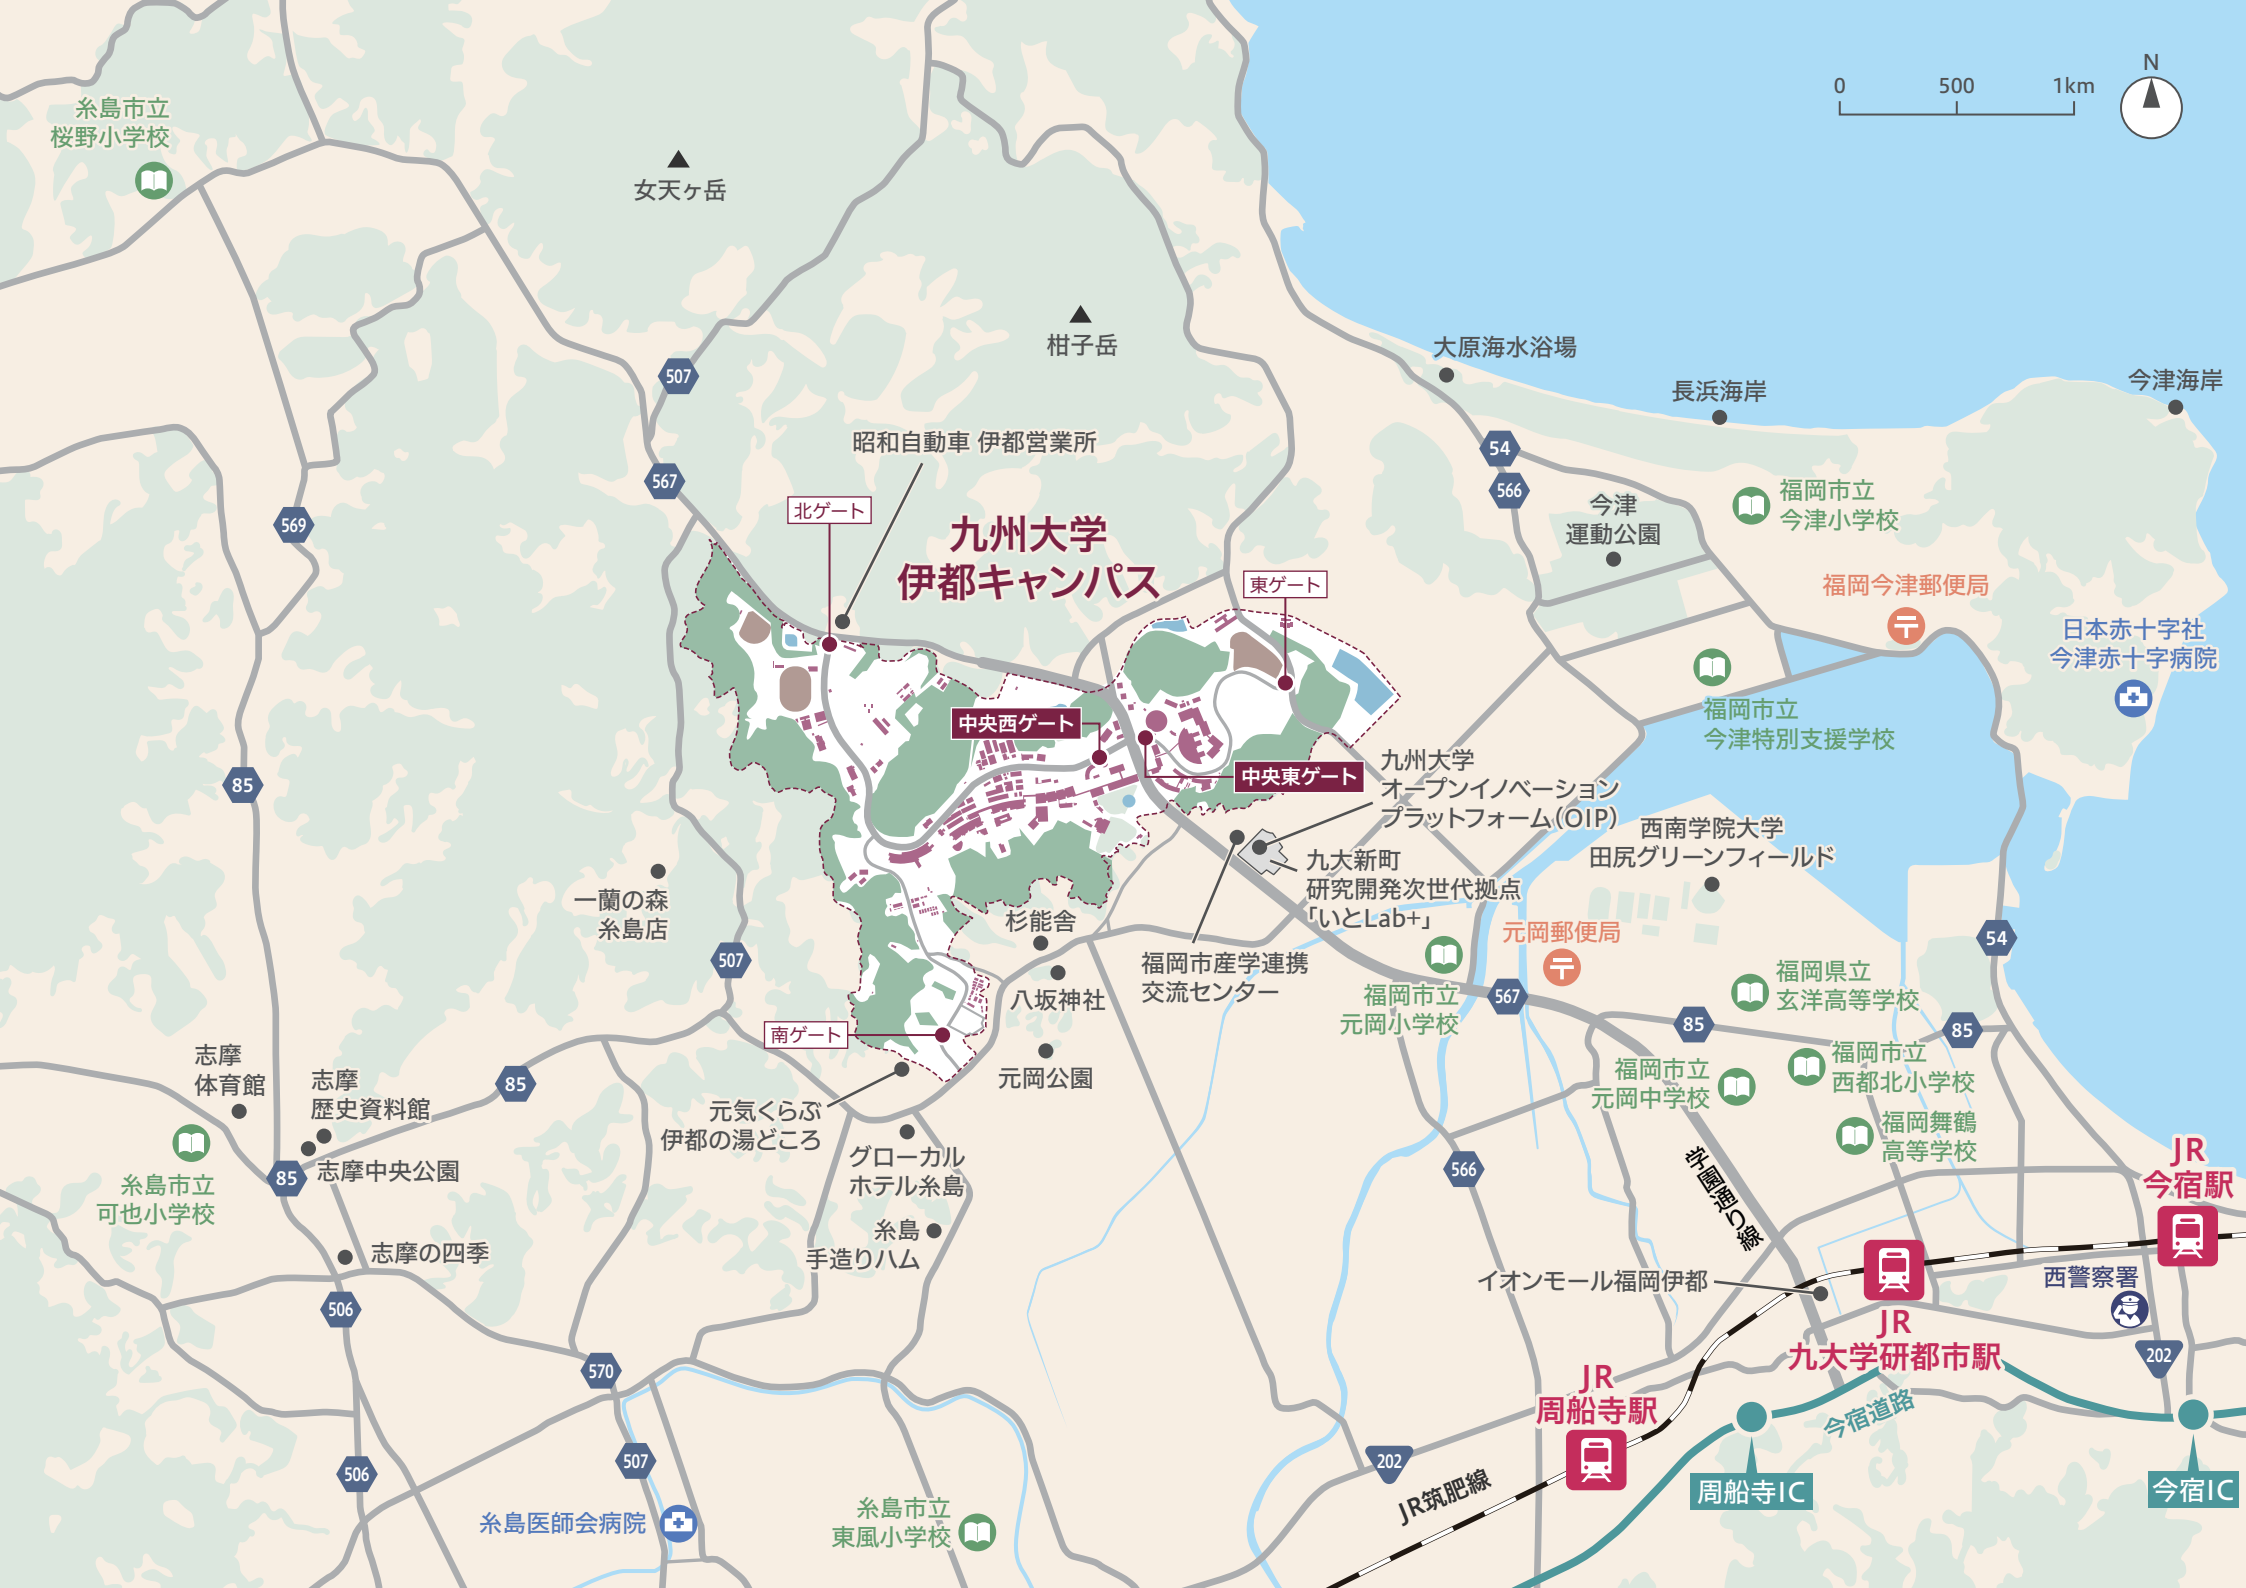 N
0 500 1km
糸島市立
桜野小学校
女天ヶ岳
柑子岳
大原海水浴場
長浜海岸
今津海岸
507
昭和自動車 伊都営業所
54
567
566
北ゲート
569
九州大学
伊都キャンパス
今津
運動公園
福岡市立
今津小学校
東ゲート
福岡今津郵便局
日本赤十字社
今津赤十字病院
中央西ゲート
福岡市立
今津特別支援学校
85
中央東ゲート
九州大学
オープンイノベーション
プラットフォーム(OIP)
西南学院大学
田尻グリーンフィールド
九大新町
研究開発次世代拠点
「いとLab+」
一蘭の森
糸島店
杉能舎
元岡郵便局
54
507
福岡市産学連携
交流センター
八坂神社
福岡市立
元岡小学校
567
福岡県立
玄洋高等学校
85
85
南ゲート
志摩
体育館
志摩
歴史資料館
85
元岡公園
福岡市立
元岡中学校
福岡市立
西都北小学校
元気くらぶ
伊都の湯どころ
福岡舞鶴
高等学校
グローカル
ホテル糸島
85
志摩中央公園
糸島市立
可也小学校
566
学園通り線
JR
今宿駅
糸島
手造りハム
志摩の四季
イオンモール福岡伊都
西警察署
506
JR
九大学研都市駅
202
570
JR
周船寺駅
今宿道路
507
506
202
JR筑肥線
周船寺IC
今宿IC
糸島医師会病院
糸島市立
東風小学校